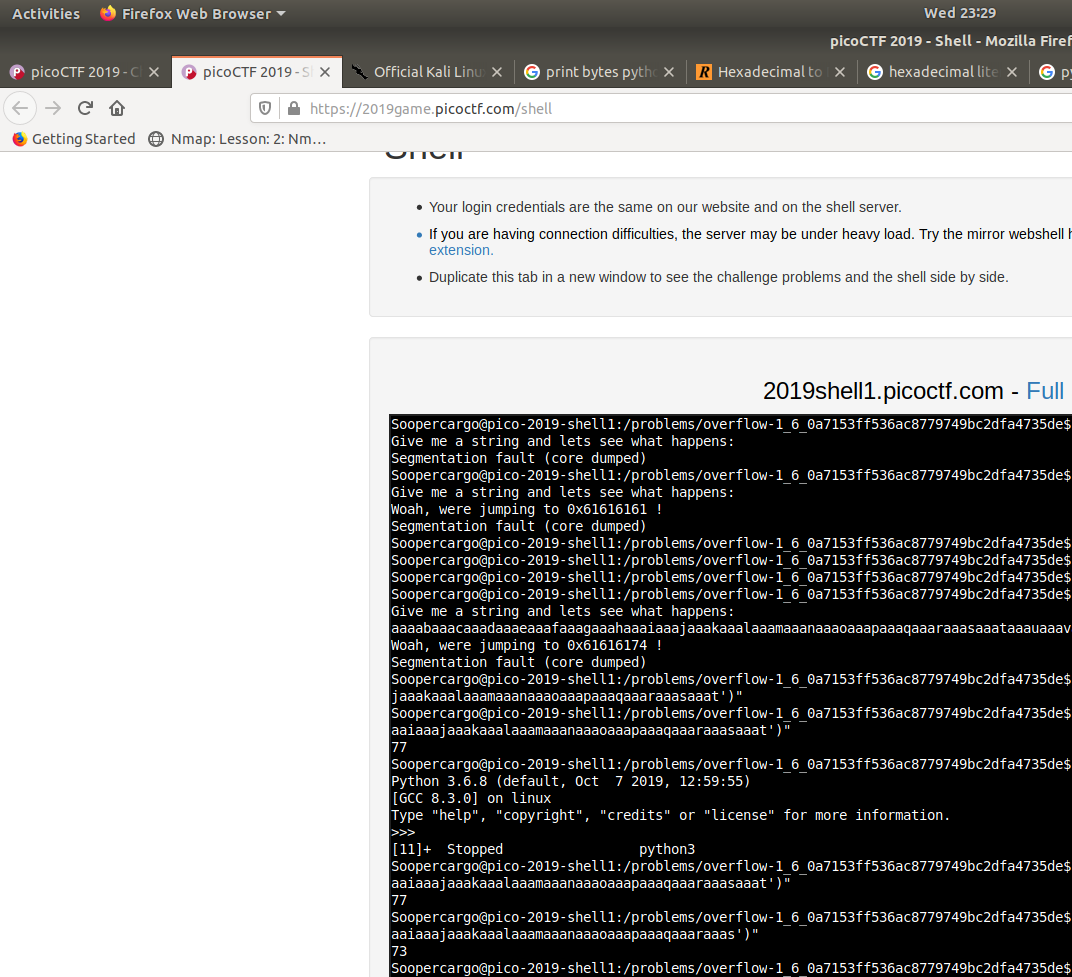 Activities Firefox Web Browser Wed 23:29
picoCTF 2019 - Shell - Mozilla Firef
picoCTF 2019 - C picoCTF 2019 - S Official Kali Linu print bytes pytho Hexadecimal to hexadecimal lite py
https://2019game.picoctf.com/shell
Getting Started Nmap: Lesson: 2: Nm…
Shell
Your login credentials are the same on our website and on the shell server.
If you are having connection difficulties, the server may be under heavy load. Try the mirror webshell h
extension.
Duplicate this tab in a new window to see the challenge problems and the shell side by side.
2019shell1.picoctf.com - Full
Soopercargo@pico-2019-shell1:/problems/overflow-1_6_0a7153ff536ac8779749bc2dfa4735de$
Give me a string and lets see what happens:
Segmentation fault (core dumped)
Soopercargo@pico-2019-shell1:/problems/overflow-1_6_0a7153ff536ac8779749bc2dfa4735de$
Give me a string and lets see what happens:
Woah, were jumping to 0x61616161 !
Segmentation fault (core dumped)
Soopercargo@pico-2019-shell1:/problems/overflow-1_6_0a7153ff536ac8779749bc2dfa4735de$
Soopercargo@pico-2019-shell1:/problems/overflow-1_6_0a7153ff536ac8779749bc2dfa4735de$
Soopercargo@pico-2019-shell1:/problems/overflow-1_6_0a7153ff536ac8779749bc2dfa4735de$
Soopercargo@pico-2019-shell1:/problems/overflow-1_6_0a7153ff536ac8779749bc2dfa4735de$
Give me a string and lets see what happens:
aaaabaaacaaadaaaeaaafaaagaaahaaaiaaajaaakaaalaaamaaanaaaoaaapaaaqaaaraaasaaataaauaaav
Woah, were jumping to 0x61616174 !
Segmentation fault (core dumped)
Soopercargo@pico-2019-shell1:/problems/overflow-1_6_0a7153ff536ac8779749bc2dfa4735de$
jaaakaaalaaamaaanaaaoaaapaaaqaaaraaasaaat')"
Soopercargo@pico-2019-shell1:/problems/overflow-1_6_0a7153ff536ac8779749bc2dfa4735de$
aaiaaajaaakaaalaaamaaanaaaoaaapaaaqaaaraaasaaat')"
77
Soopercargo@pico-2019-shell1:/problems/overflow-1_6_0a7153ff536ac8779749bc2dfa4735de$
Python 3.6.8 (default, Oct  7 2019, 12:59:55)
[GCC 8.3.0] on linux
Type "help", "copyright", "credits" or "license" for more information.
>>>
[11]+  Stopped                 python3
Soopercargo@pico-2019-shell1:/problems/overflow-1_6_0a7153ff536ac8779749bc2dfa4735de$
aaiaaajaaakaaalaaamaaanaaaoaaapaaaqaaaraaasaaat')"
77
Soopercargo@pico-2019-shell1:/problems/overflow-1_6_0a7153ff536ac8779749bc2dfa4735de$
aaiaaajaaakaaalaaamaaanaaaoaaapaaaqaaaraaas')"
73
Soopercargo@pico-2019-shell1:/problems/overflow-1_6_0a7153ff536ac8779749bc2dfa4735de$